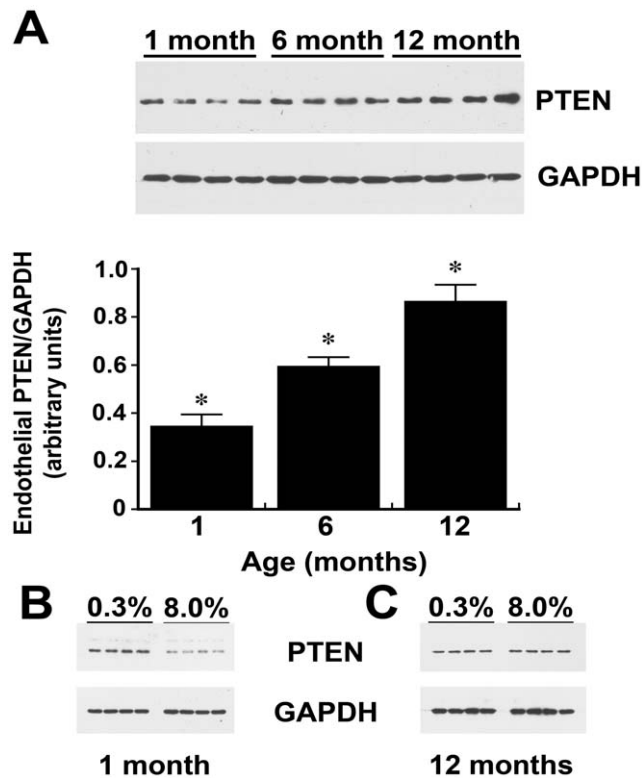 A
1 month 6 month 12 month
PTEN
GAPDH
Endothelial PTEN/GAPDH
(arbitrary units)
1.0
0.8
0.6
0.4
0.2
0
* * *
1 6 12
Age (months)
B C
0.3% 8.0% 0.3% 8.0%
PTEN
GAPDH
1 month 12 months